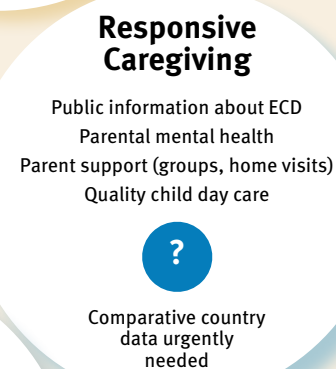 Responsive
Caregiving
Public information about ECD
Parental mental health
Parent support (groups, home visits)
Quality child day care
?
Comparative country
data urgently
needed